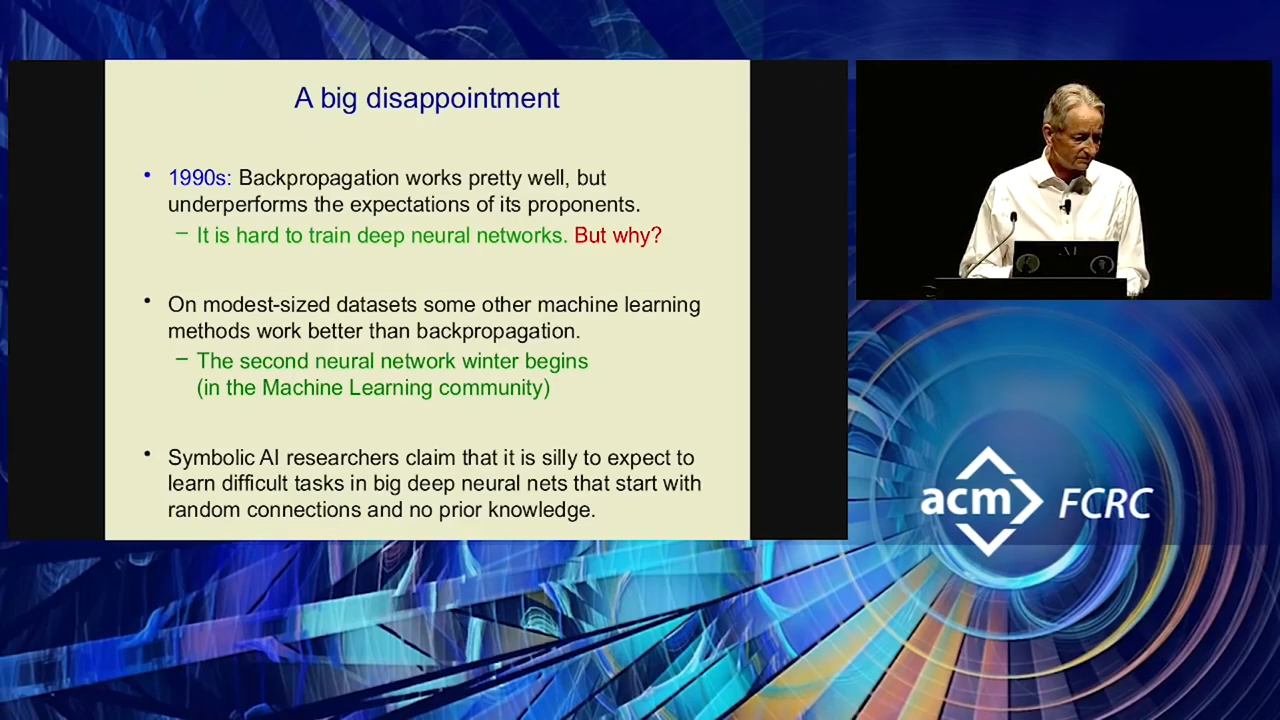 A big disappointment
• 1990s: Backpropagation works pretty well, but
underperforms the expectations of its proponents.
– It is hard to train deep neural networks. But why?
• On modest-sized datasets some other machine learning
methods work better than backpropagation.
– The second neural network winter begins
(in the Machine Learning community)
• Symbolic AI researchers claim that it is silly to expect to
learn difficult tasks in big deep neural nets that start with
random connections and no prior knowledge.
acm FCRC